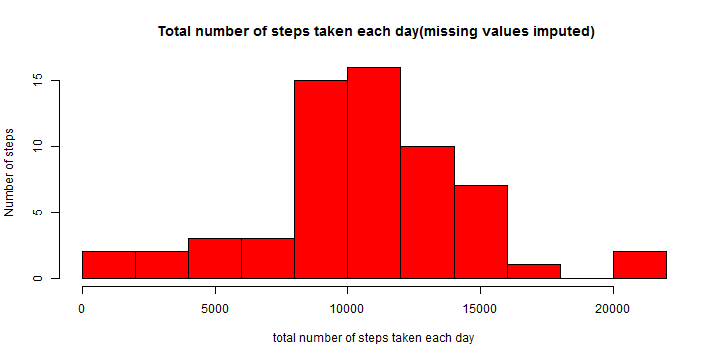 Total number of steps taken each day(missing values imputed)
Number of steps
15
10
5
0
0 5000 10000 15000 20000
total number of steps taken each day